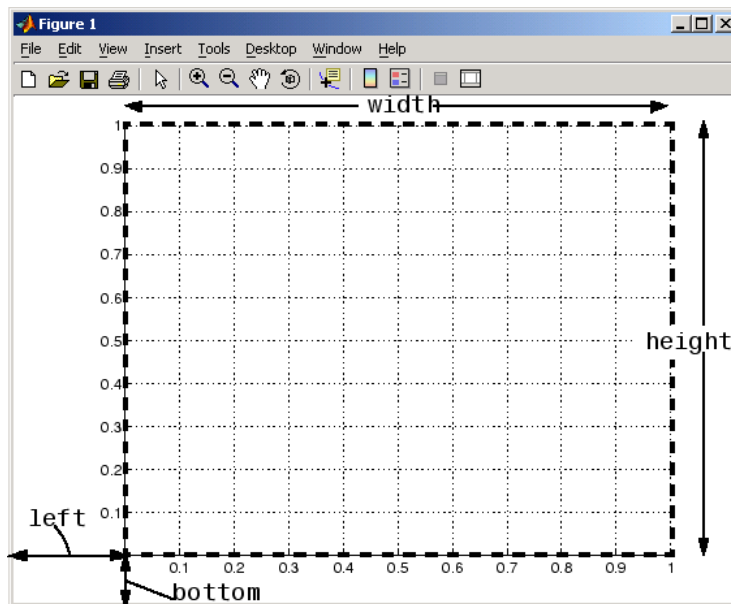 Figure 1
File Edit View Insert Tools Desktop Window Help
width
1
0.9
0.8
0.7
0.6
0.5
height
0.4
0.3
0.2
0.1
left
0.1 0.2 0.3 0.4 0.5 0.6 0.7 0.8 0.9 1
bottom